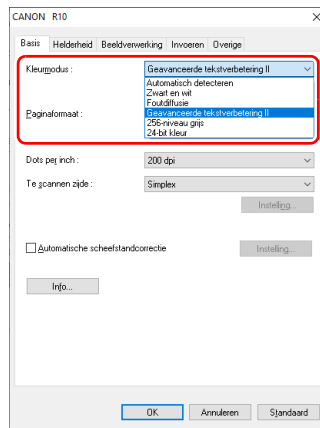 CANON R10
Basis Helderheid Beeldverwerking Invoeren Overige
Kleurmodus : Geavanceerde tekstverbetering II
Automatisch detecteren
Zwart en wit
Foutdiffusie
Paginaformaat : Geavanceerde tekstverbetering II
256-niveau grijs
24-bit kleur
Dots per inch : 200 dpi
Te scannen zijde : Simplex
Instelling...
Automatische scheefstandcorrectie Instelling...
Info...
OK Annuleren Standaard